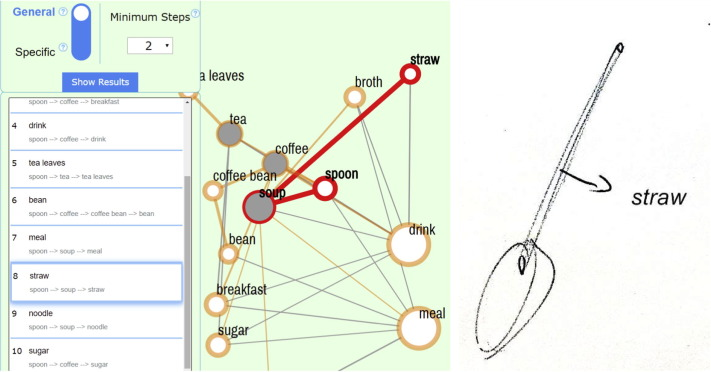 General ?
Minimum Steps ?
Specific ?
2
Show Results
spoon --> coffee --> breakfast
4 drink
spoon --> coffee --> drink
5 tea leaves
spoon --> tea --> tea leaves
6 bean
spoon --> coffee --> coffee bean --> bean
7 meal
spoon --> soup --> meal
8 straw
spoon --> soup --> straw
9 noodle
spoon --> soup --> noodle
10 sugar
spoon --> coffee --> sugar
straw
a leaves
broth
tea
coffee
coffee bean
spoon
soup
drink
bean
breakfast
meal
sugar
straw